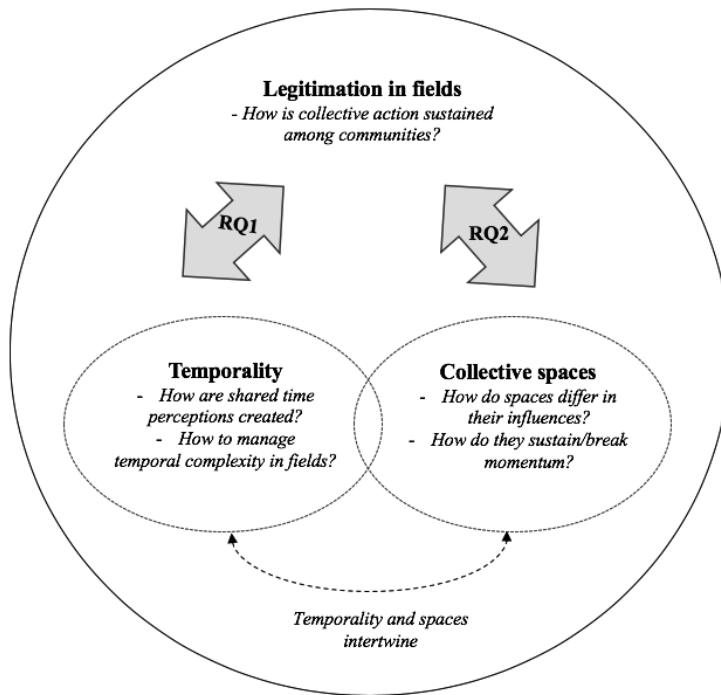 Legitimation in fields
- How is collective action sustained
among communities?
RQ1
RQ2
Temporality
- How are shared time
perceptions created?
- How to manage
temporal complexity in fields?
Collective spaces
- How do spaces differ in
their influences?
- How do they sustain/break
momentum?
Temporality and spaces
intertwine